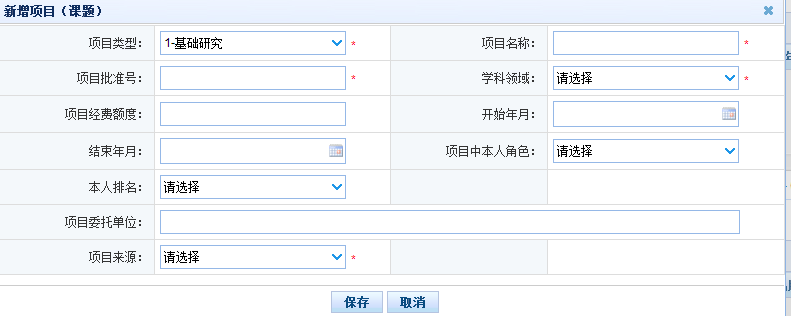 新增项目（课题）
项目类型： 1-基础研究 * 项目名称： *
项目批准号： * 学科领域： 请选择 *
项目经费额度： 开始年月：
结束年月： 项目中本人角色： 请选择
本人排名： 请选择
项目委托单位：
项目来源： 请选择 *
保存 取消